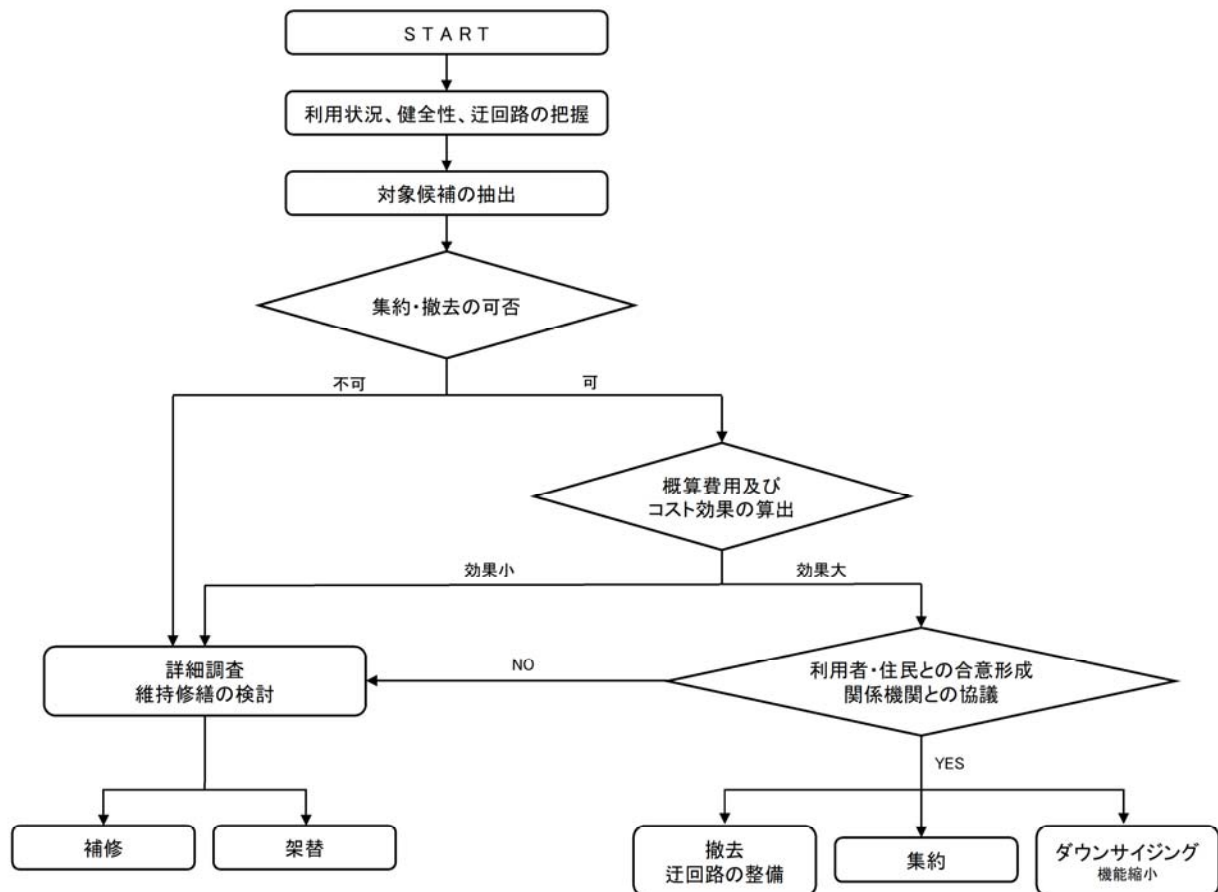 START
利用状況、健全性、迂回路の把握
対象候補の抽出
集約・撤去の可否
不可
可
概算費用及び
コスト効果の算出
効果小
効果大
詳細調査
維持修繕の検討
NO
利用者・住民との合意形成
関係機関との協議
YES
補修
架替
撤去
迂回路の整備
集約
ダウンサイジング
機能縮小